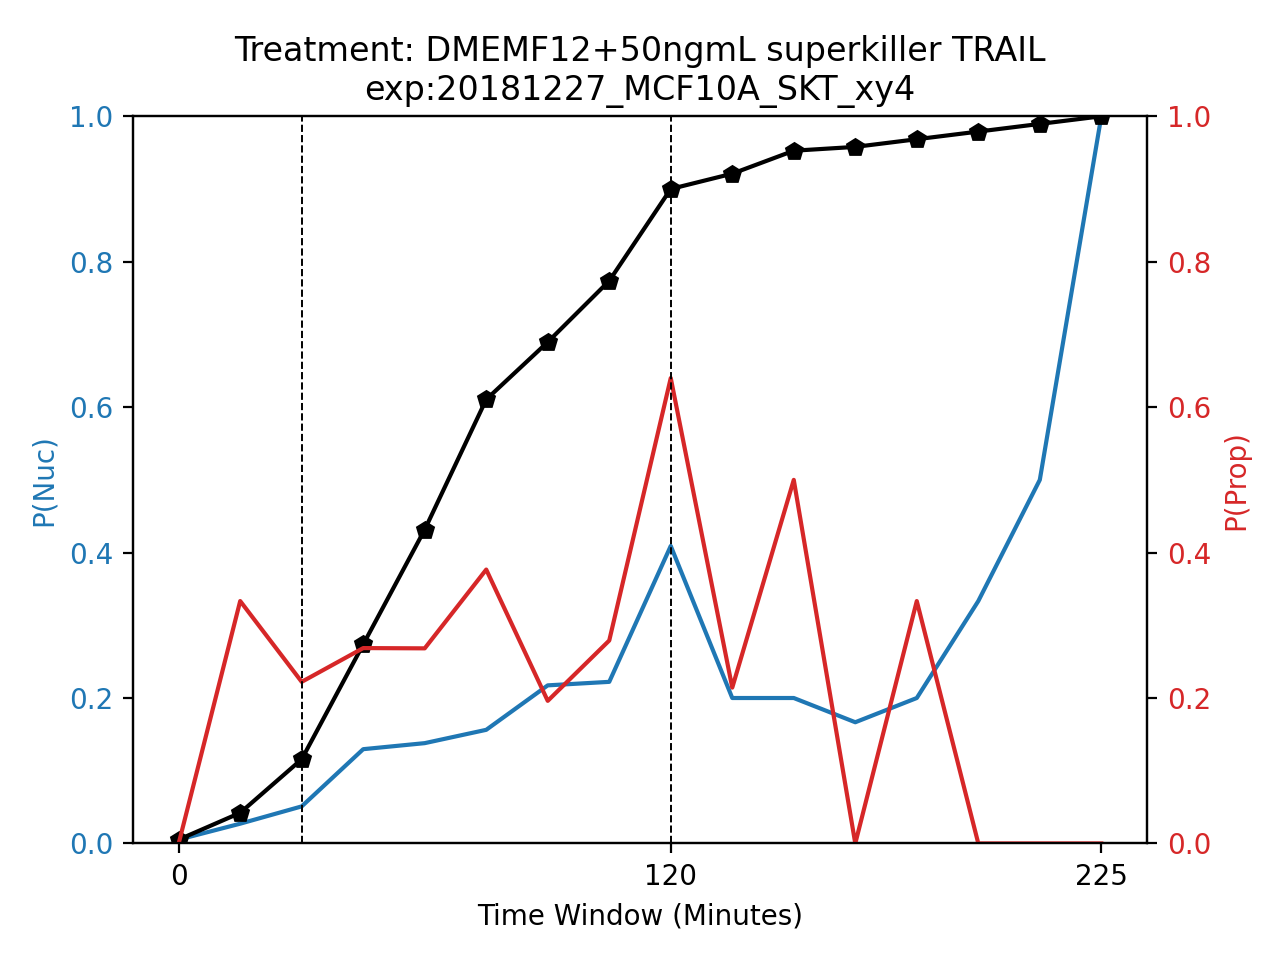 Treatment: DMEMF12+50ngmL superkiller TRAIL
exp:20181227_MCF10A_SKT_xy4
1.0
0.8
0.6
0.4
0.2
0.0
P(Nuc)
1.0
0.8
0.6
0.4
0.2
0.0
P(Prop)
0 120 225
Time Window (Minutes)